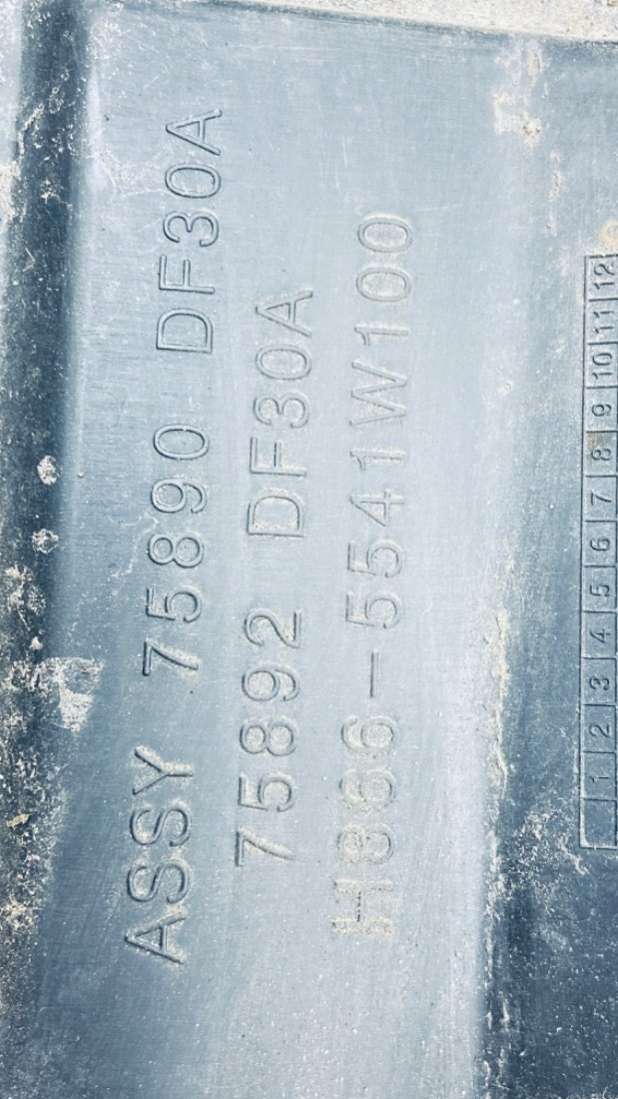 ASSY 75890 DF30A
75892 DF30A
H866-5541W100
1 2 3 4 5 6 7 8 9 10 11 12